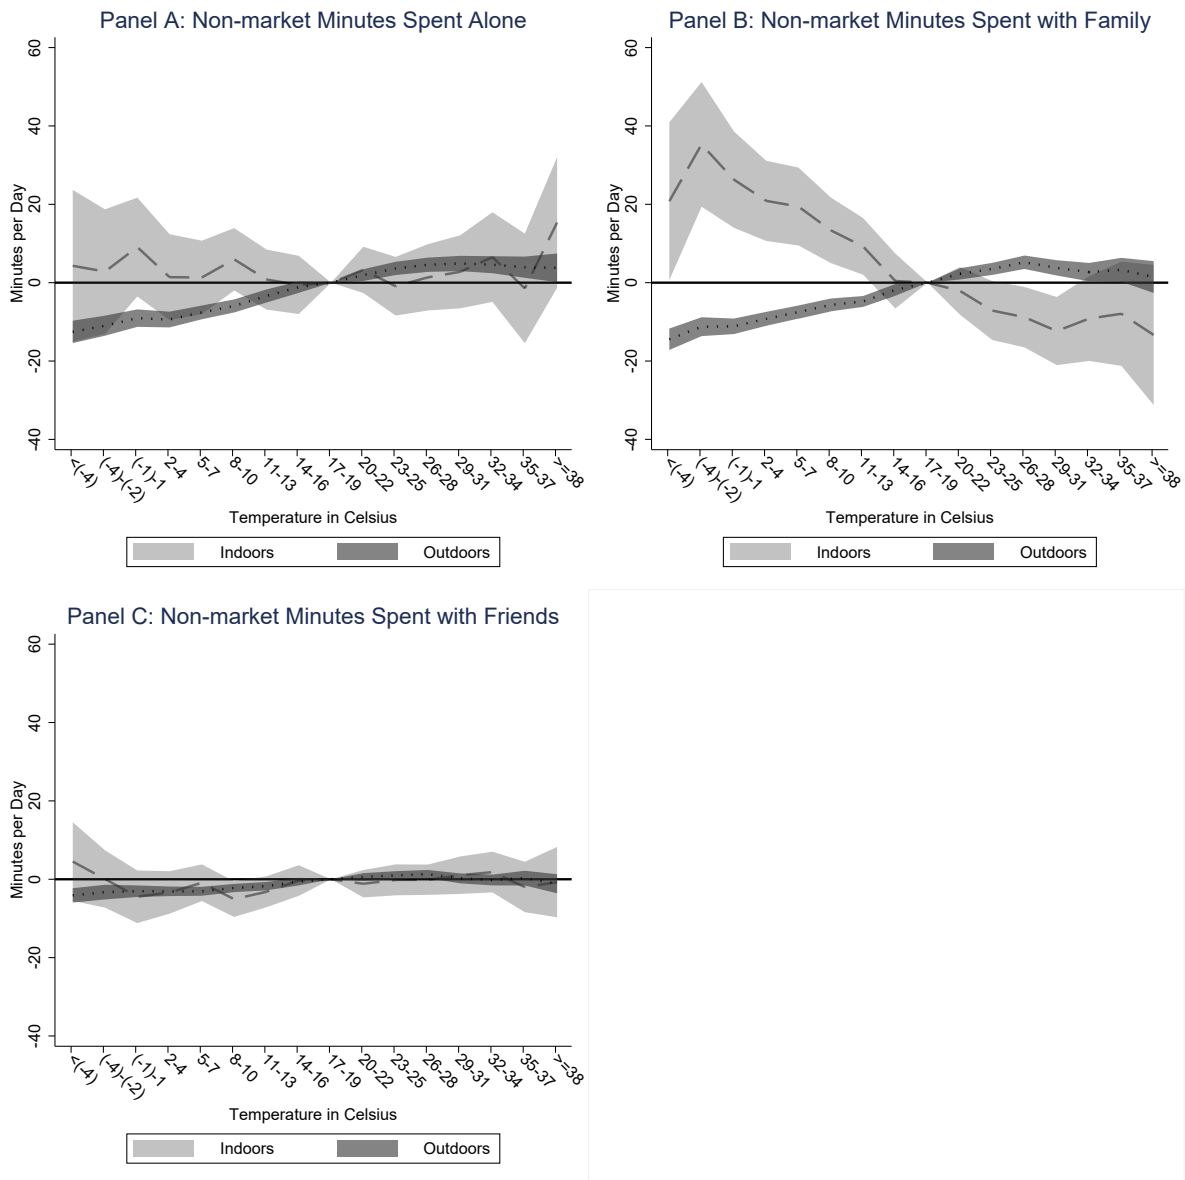 Panel A: Non-market Minutes Spent Alone
60
40
20
0
-20
-40
Minutes per Day
<(-4) (-4)-(-2) (-1)-1 2-4 5-7 8-10 11-13 14-16 17-19 20-22 23-25 26-28 29-31 32-34 35-37 >=38
Temperature in Celsius
Indoors Outdoors
Panel B: Non-market Minutes Spent with Family
60
40
20
0
-20
-40
Minutes per Day
<(-4) (-4)-(-2) (-1)-1 2-4 5-7 8-10 11-13 14-16 17-19 20-22 23-25 26-28 29-31 32-34 35-37 >=38
Temperature in Celsius
Indoors Outdoors
Panel C: Non-market Minutes Spent with Friends
60
40
20
0
-20
-40
Minutes per Day
<(-4) (-4)-(-2) (-1)-1 2-4 5-7 8-10 11-13 14-16 17-19 20-22 23-25 26-28 29-31 32-34 35-37 >=38
Temperature in Celsius
Indoors Outdoors